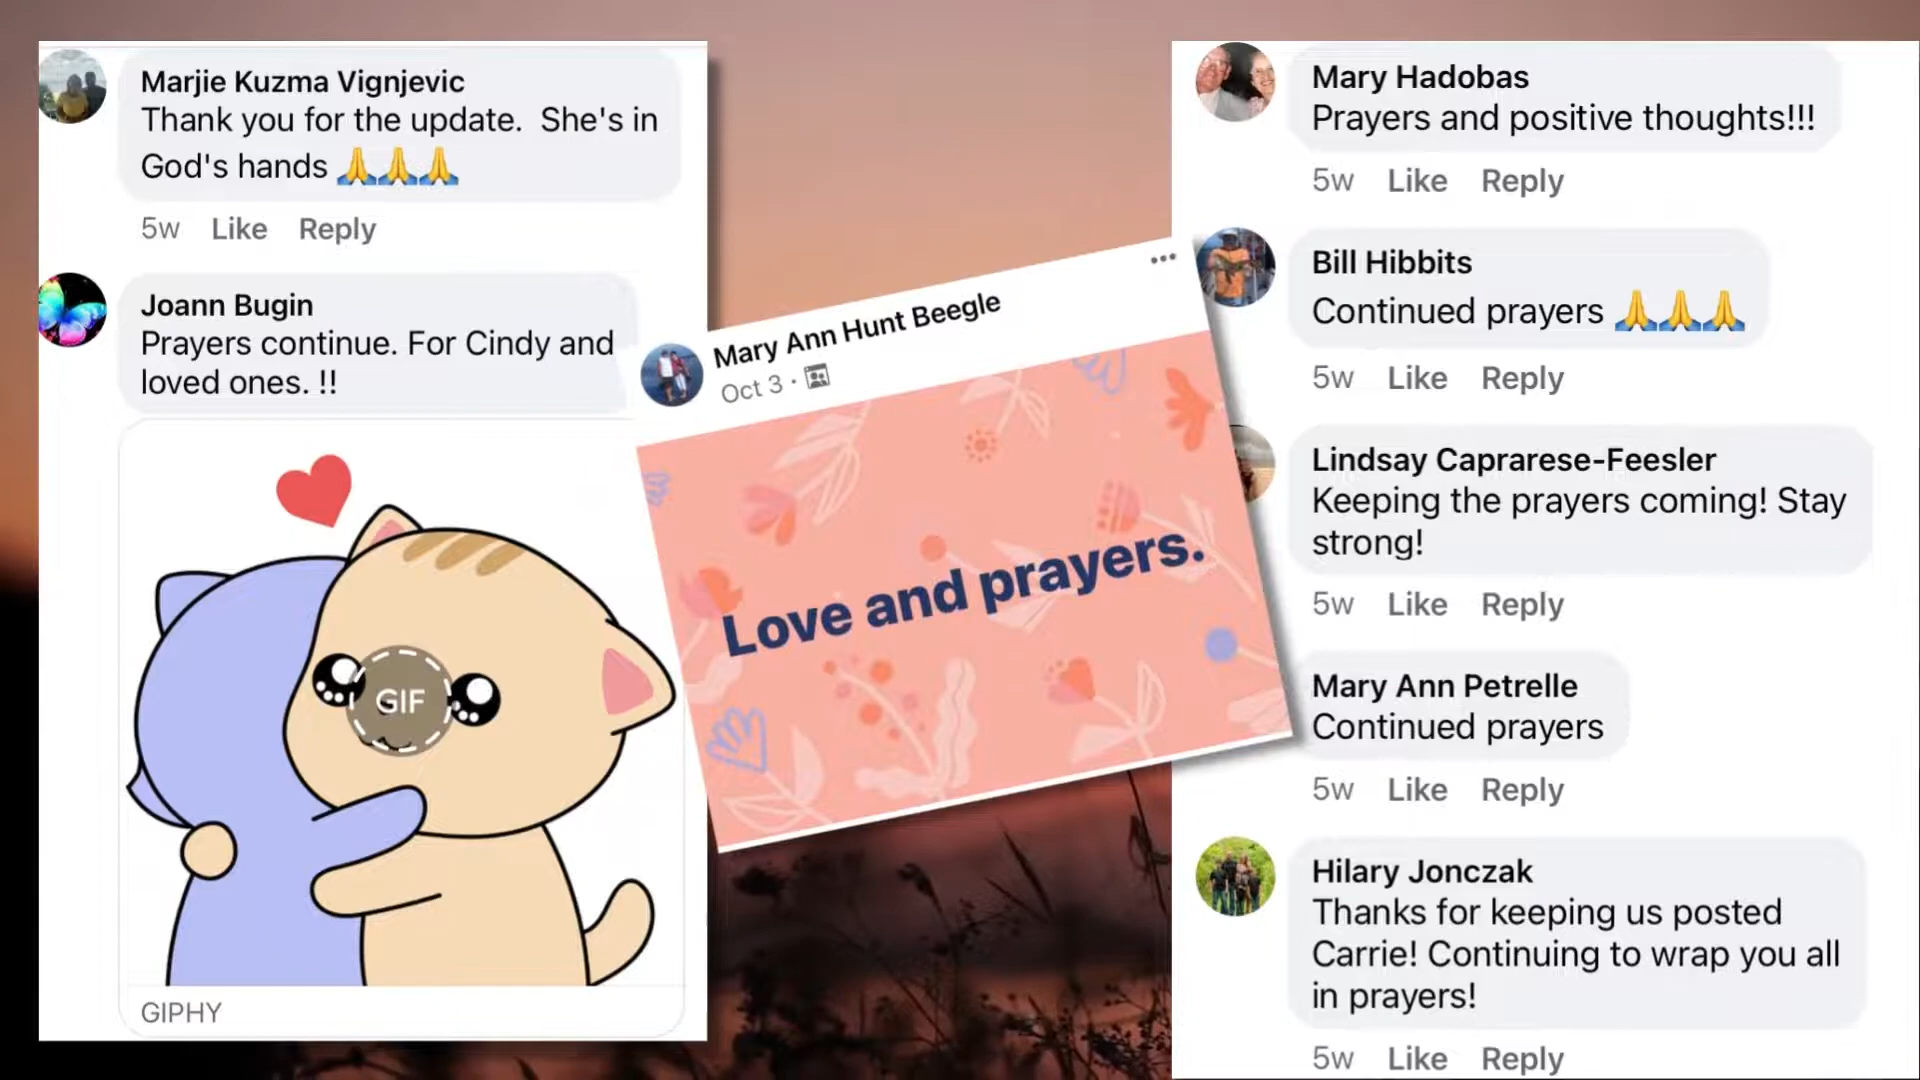 Marjie Kuzma Vignjevic
Thank you for the update.  She's in
God's hands 🙏🙏🙏
5w Like Reply
Joann Bugin
Prayers continue. For Cindy and
loved ones. !!
GIF
GIPHY
Mary Ann Hunt Beegle
Oct 3 ·
Love and prayers.
Mary Hadobas
Prayers and positive thoughts!!!
5w Like Reply
Bill Hibbits
Continued prayers 🙏🙏🙏
5w Like Reply
Lindsay Caprarese-Feesler
Keeping the prayers coming! Stay
strong!
5w Like Reply
Mary Ann Petrelle
Continued prayers
5w Like Reply
Hilary Jonczak
Thanks for keeping us posted
Carrie! Continuing to wrap you all
in prayers!
5w Like Reply